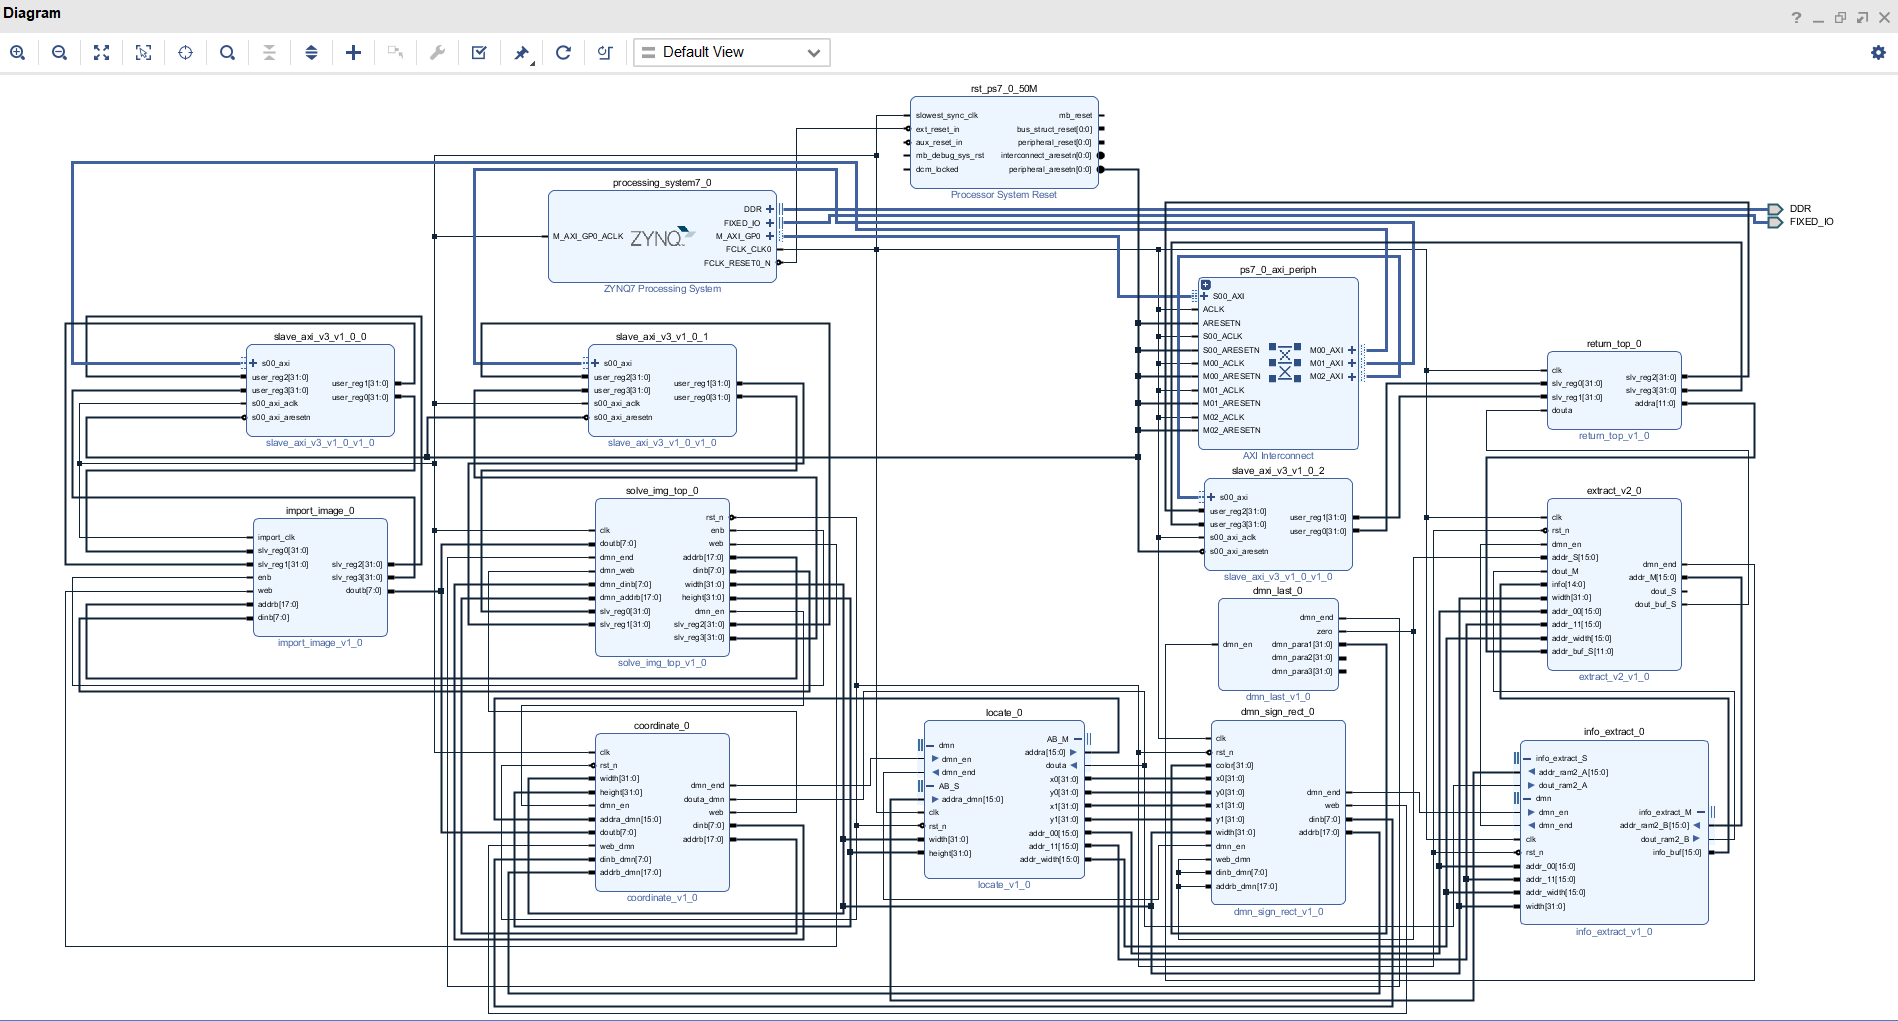 Diagram
Default View
rst_ps7_0_50M
slowest_sync_clk
ext_reset_in
aux_reset_in
mb_debug_sys_rst
dcm_locked
mb_reset
bus_struct_reset[0:0]
peripheral_reset[0:0]
interconnect_aresetn[0:0]
peripheral_aresetn[0:0]
Processor System Reset
processing_system7_0
M_AXI_GP0_ACLK
ZYNQ
DDR
FIXED_IO
M_AXI_GP0
FCLK_CLK0
FCLK_RESET0_N
ZYNQ7 Processing System
DDR
FIXED_IO
ps7_0_axi_periph
S00_AXI
ACLK
ARESETN
S00_ACLK
S00_ARESETN
M00_ACLK
M00_ARESETN
M01_ACLK
M01_ARESETN
M02_ACLK
M02_ARESETN
M00_AXI
M01_AXI
M02_AXI
AXI Interconnect
slave_axi_v3_v1_0_0
s00_axi
user_reg2[31:0]
user_reg3[31:0]
s00_axi_aclk
s00_axi_aresetn
user_reg1[31:0]
user_reg0[31:0]
slave_axi_v3_v1_0_v1_0
slave_axi_v3_v1_0_1
s00_axi
user_reg2[31:0]
user_reg3[31:0]
s00_axi_aclk
s00_axi_aresetn
user_reg1[31:0]
user_reg0[31:0]
slave_axi_v3_v1_0_v1_0
return_top_0
clk
slv_reg0[31:0]
slv_reg1[31:0]
douta
slv_reg2[31:0]
slv_reg3[31:0]
addra[11:0]
return_top_v1_0
slave_axi_v3_v1_0_2
s00_axi
user_reg2[31:0]
user_reg3[31:0]
s00_axi_aclk
s00_axi_aresetn
user_reg1[31:0]
user_reg0[31:0]
slave_axi_v3_v1_0_v1_0
import_image_0
import_clk
slv_reg0[31:0]
slv_reg1[31:0]
enb
web
addrb[17:0]
dinb[7:0]
slv_reg2[31:0]
slv_reg3[31:0]
doutb[7:0]
import_image_v1_0
solve_img_top_0
clk
doutb[7:0]
dmn_end
dmn_web
dmn_dinb[7:0]
dmn_addrb[17:0]
slv_reg0[31:0]
slv_reg1[31:0]
rst_n
enb
web
addrb[17:0]
dinb[7:0]
width[31:0]
height[31:0]
dmn_en
slv_reg2[31:0]
slv_reg3[31:0]
solve_img_top_v1_0
extract_v2_0
clk
rst_n
dmn_en
addr_S[15:0]
dout_M
info[14:0]
width[31:0]
addr_00[15:0]
addr_11[15:0]
addr_width[15:0]
addr_buf_S[11:0]
dmn_end
addr_M[15:0]
dout_S
dout_buf_S
extract_v2_v1_0
dmn_last_0
dmn_en
dmn_end
zero
dmn_para1[31:0]
dmn_para2[31:0]
dmn_para3[31:0]
dmn_last_v1_0
coordinate_0
clk
rst_n
width[31:0]
height[31:0]
dmn_en
addra_dmn[15:0]
doutb[7:0]
web_dmn
dinb_dmn[7:0]
addrb_dmn[17:0]
dmn_end
douta_dmn
web
dinb[7:0]
addrb[17:0]
coordinate_v1_0
locate_0
dmn
dmn_en
dmn_end
AB_S
addra_dmn[15:0]
clk
rst_n
width[31:0]
height[31:0]
AB_M
addra[15:0]
douta
x0[31:0]
y0[31:0]
x1[31:0]
y1[31:0]
addr_00[15:0]
addr_11[15:0]
addr_width[15:0]
locate_v1_0
dmn_sign_rect_0
clk
rst_n
color[31:0]
x0[31:0]
y0[31:0]
x1[31:0]
y1[31:0]
width[31:0]
dmn_en
web_dmn
dinb_dmn[7:0]
addrb_dmn[17:0]
dmn_end
web
dinb[7:0]
addrb[17:0]
dmn_sign_rect_v1_0
info_extract_0
info_extract_S
addr_ram2_A[15:0]
dout_ram2_A
dmn
dmn_en
dmn_end
clk
rst_n
addr_00[15:0]
addr_11[15:0]
addr_width[15:0]
width[31:0]
info_extract_M
addr_ram2_B[15:0]
dout_ram2_B
info_buf[15:0]
info_extract_v1_0